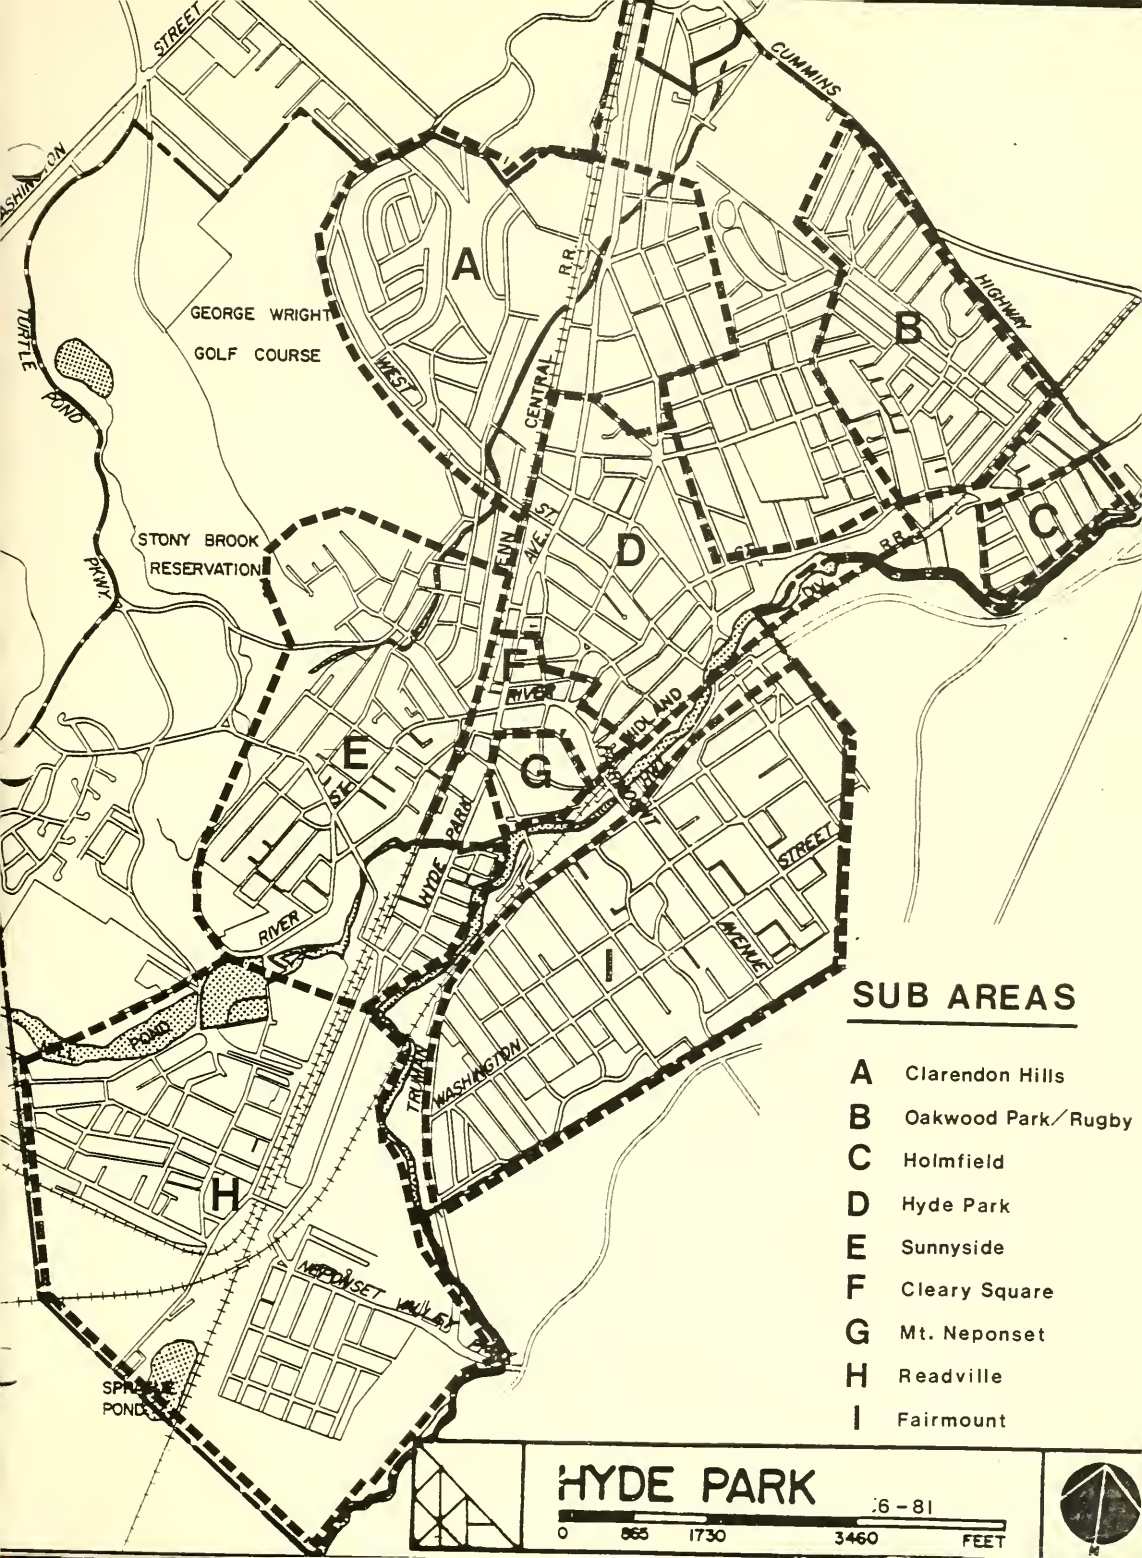 STREET
CUMMINS
ASHINGTON
A
R.R.
HIGHWAY
GEORGE WRIGHT
GOLF COURSE
B
TURTLE
WEST
CENTRAL
POND
ST.
C
STONY BROOK
RESERVATION
PENN
AVE.
D
ST.
R.R.
PKWY
F
RIVER
MIDLAND
E
G
ST.
PARK
HYDE
STREET
RIVER
AVENUE
I
POND
TRUMAN
WASHINGTON
H
NEPONSET VALLEY
SPRAGUE
POND
SUB AREAS
A Clarendon Hills
B Oakwood Park/Rugby
C Holmfield
D Hyde Park
E Sunnyside
F Cleary Square
G Mt. Neponset
H Readville
I Fairmount
HYDE PARK
6-81
0 865 1730 3460 FEET
N